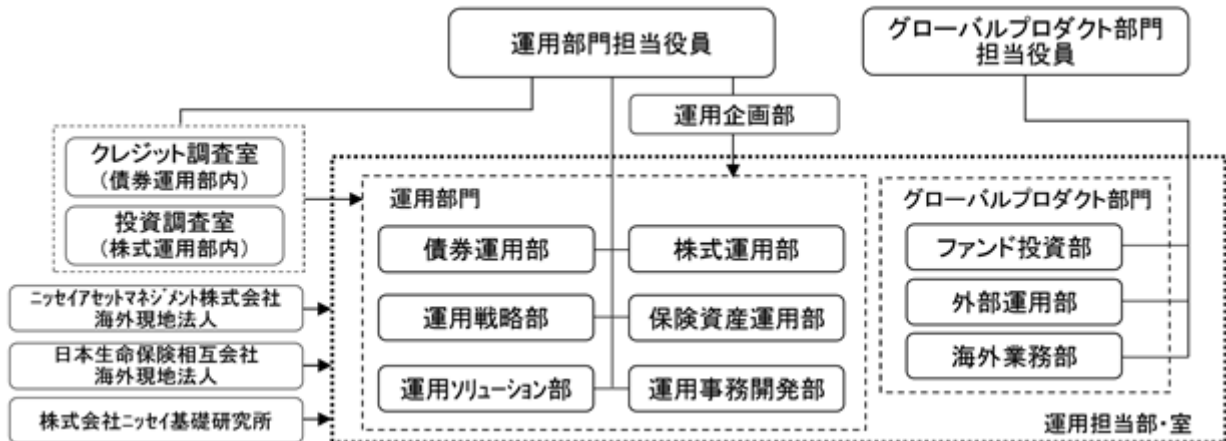 運用部門担当役員
グローバルプロダクト部門
担当役員
運用企画部
クレジット調査室
(債券運用部内)
投資調査室
(株式運用部内)
運用部門
債券運用部
株式運用部
運用戦略部
保険資産運用部
運用ソリューション部
運用事務開発部
グローバルプロダクト部門
ファンド投資部
外部運用部
海外業務部
ニッセイアセットマネジメント株式会社
海外現地法人
日本生命保険相互会社
海外現地法人
株式会社ニッセイ基礎研究所
運用担当部・室